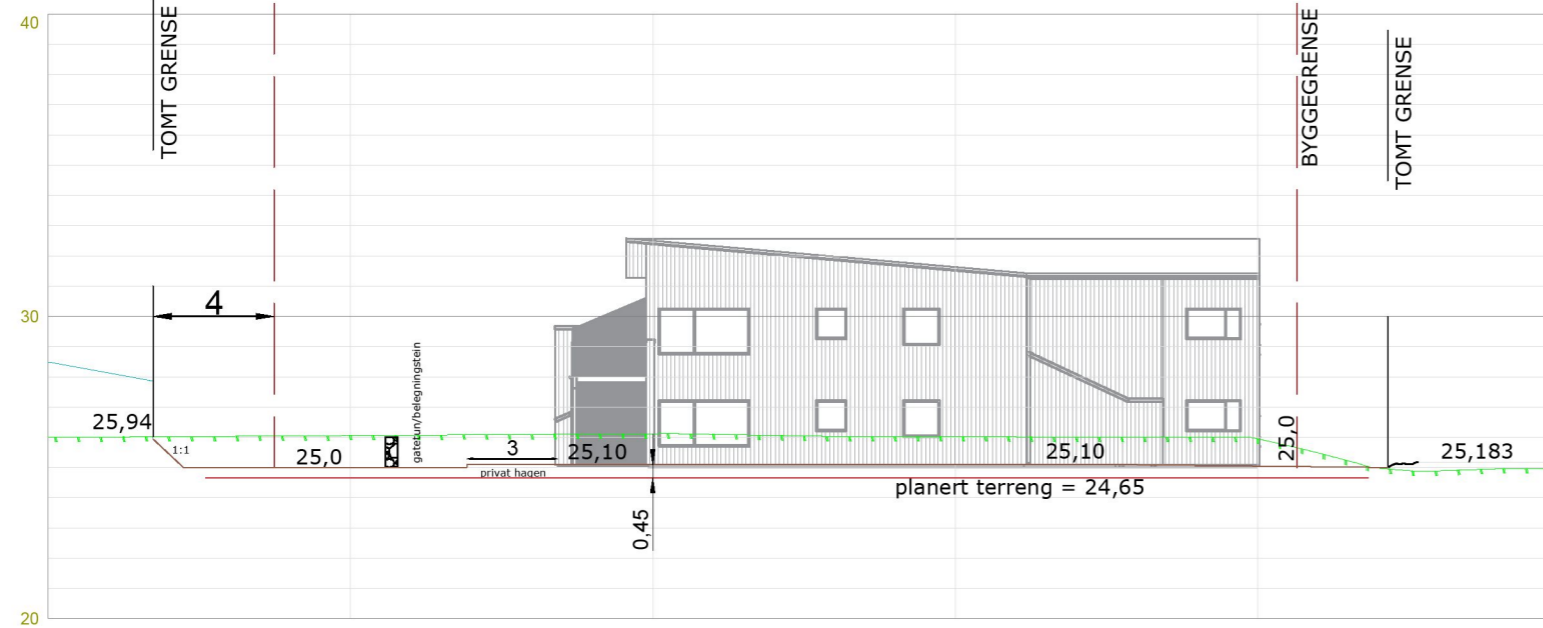 40
TOMT GRENSE
BYGGEGRENSE
TOMT GRENSE
30
4
25,94
1:1
25,0
gatetun/belegningstein
3
privat hagen
25,10
25,10
25,0
25,183
planert terreng = 24,65
0,45
20